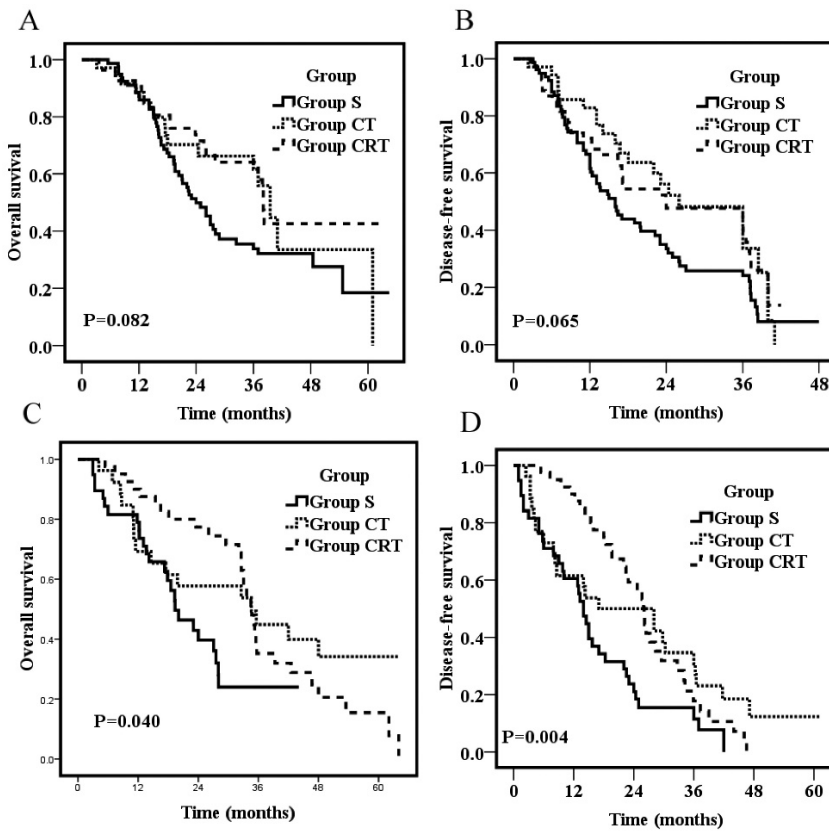 A
Overall suvival
1.0
0.8
0.6
0.4
0.2
0.0
Group
Group S
Group CT
Group CRT
P=0.082
0 12 24 36 48 60
Time (months)
B
Disease-free survival
1.0
0.8
0.6
0.4
0.2
0.0
Group
Group S
Group CT
Group CRT
P=0.065
0 12 24 36 48
Time (months)
C
Overall survival
1.0
0.8
0.6
0.4
0.2
0.0
Group
Group S
Group CT
Group CRT
P=0.040
0 12 24 36 48 60
Time (months)
D
Disease-free survival
1.0
0.8
0.6
0.4
0.2
0.0
Group
Group S
Group CT
Group CRT
P=0.004
0 12 24 36 48 60
Time (months)